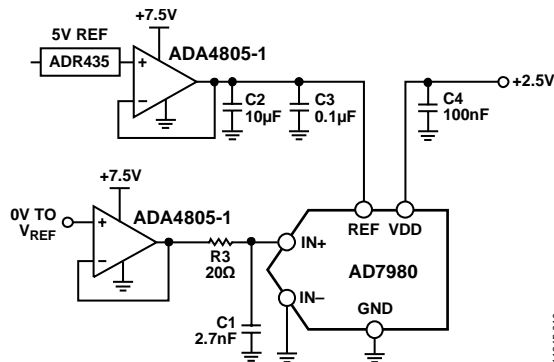 +7.5V
5V REF
ADR435
ADA4805-1
+
−
C2
10µF
C3
0.1µF
C4
100nF
+2.5V
+7.5V
0V TO
VREF
ADA4805-1
+
−
R3
20Ω
C1
2.7nF
IN+
IN−
REF
VDD
AD7980
GND